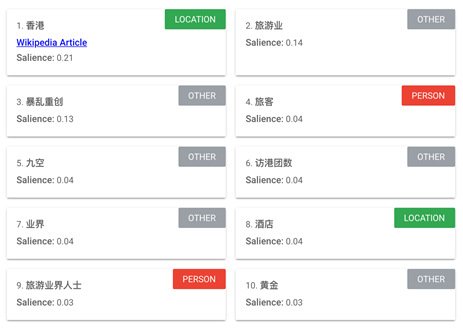 1. 香港
LOCATION
Wikipedia Article
Salience: 0.21
2. 旅游业
OTHER
Salience: 0.14
3. 暴乱重创
OTHER
Salience: 0.13
4. 旅客
PERSON
Salience: 0.04
5. 九空
OTHER
Salience: 0.04
6. 访港团数
OTHER
Salience: 0.04
7. 业界
OTHER
Salience: 0.04
8. 酒店
LOCATION
Salience: 0.04
9. 旅游业界人士
PERSON
Salience: 0.03
10. 黄金
OTHER
Salience: 0.03